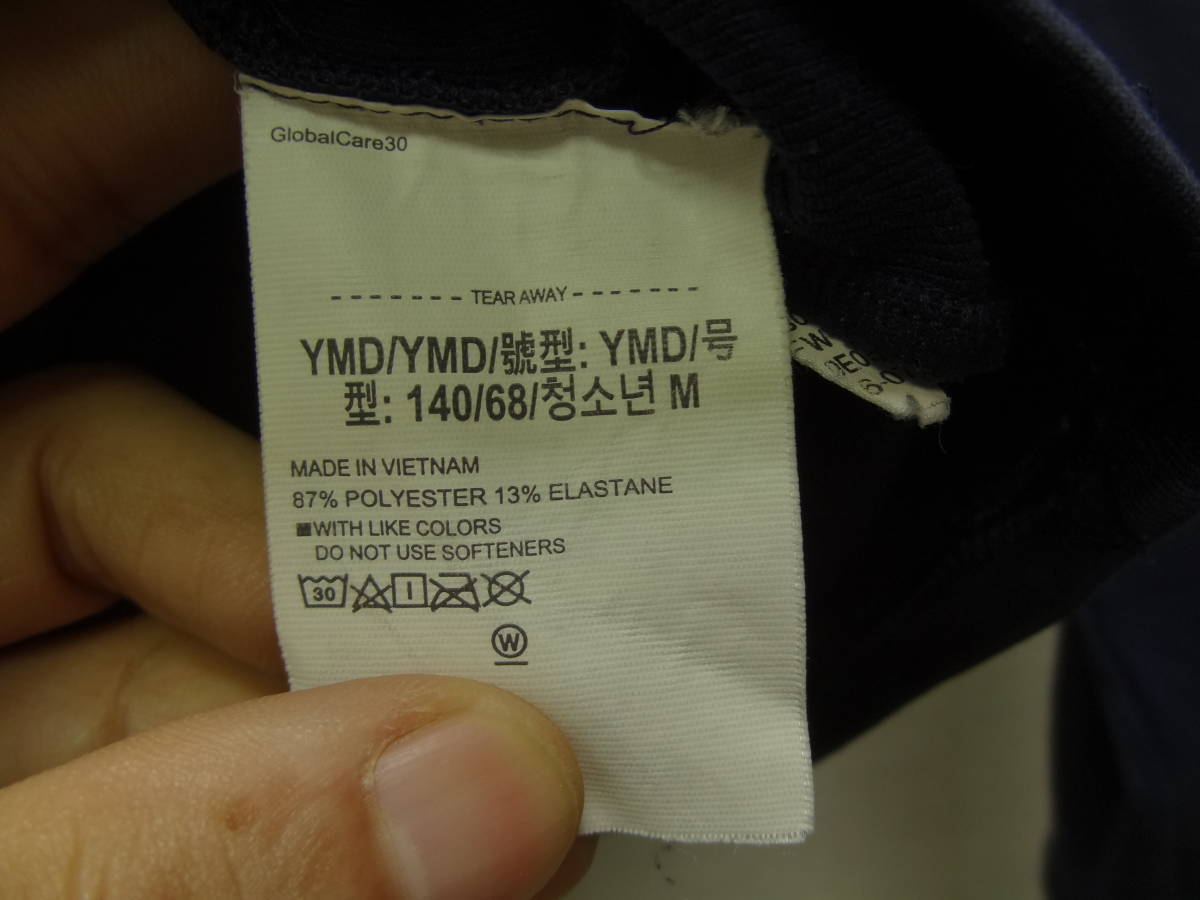 GlobalCare30
TEAR AWAY
YMD/YMD/號型: YMD/号
型: 140/68/청소년 M
MADE IN VIETNAM
87% POLYESTER 13% ELASTANE
WITH LIKE COLORS
DO NOT USE SOFTENERS
30
W